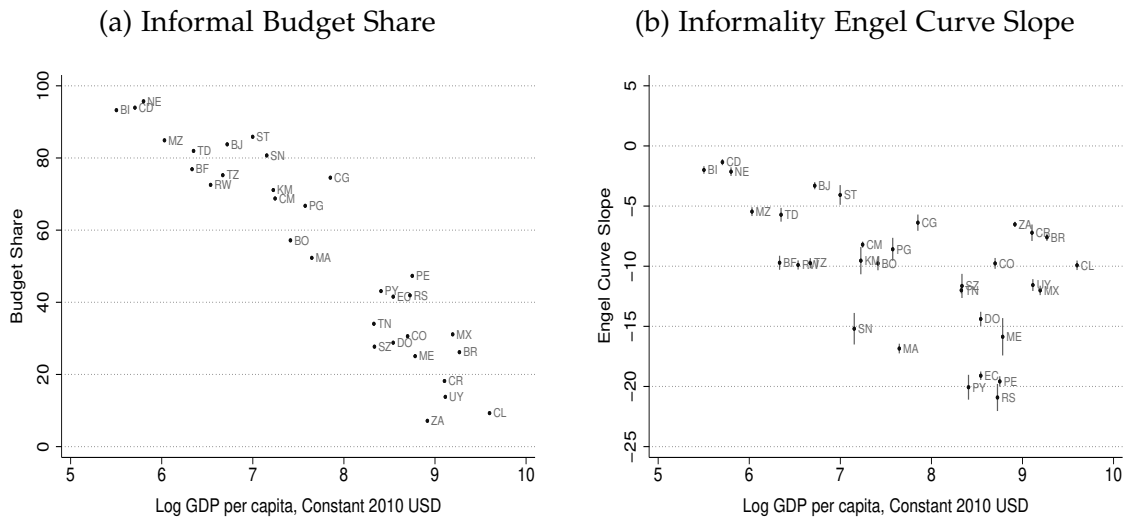 (a) Informal Budget Share
100
80
60
40
20
0
Budget Share
NE
BI
CD
MZ
TD
BJ
ST
SN
BF
TZ
RW
CG
KM
CM
PG
BO
MA
PE
PY
EC
RS
TN
CO
MX
SZ
DO
ME
BR
CR
UY
CL
ZA
5 6 7 8 9 10
Log GDP per capita, Constant 2010 USD
(b) Informality Engel Curve Slope
5
0
−5
−10
−15
−20
−25
Engel Curve Slope
CD
BI
NE
BJ
ST
MZ
TD
CG
ZA
CR
BR
CM
PG
BF
RW
TZ
KM
BO
CO
CL
SZ
TN
UY
MX
DO
SN
ME
MA
EC
PE
PY
RS
5 6 7 8 9 10
Log GDP per capita, Constant 2010 USD